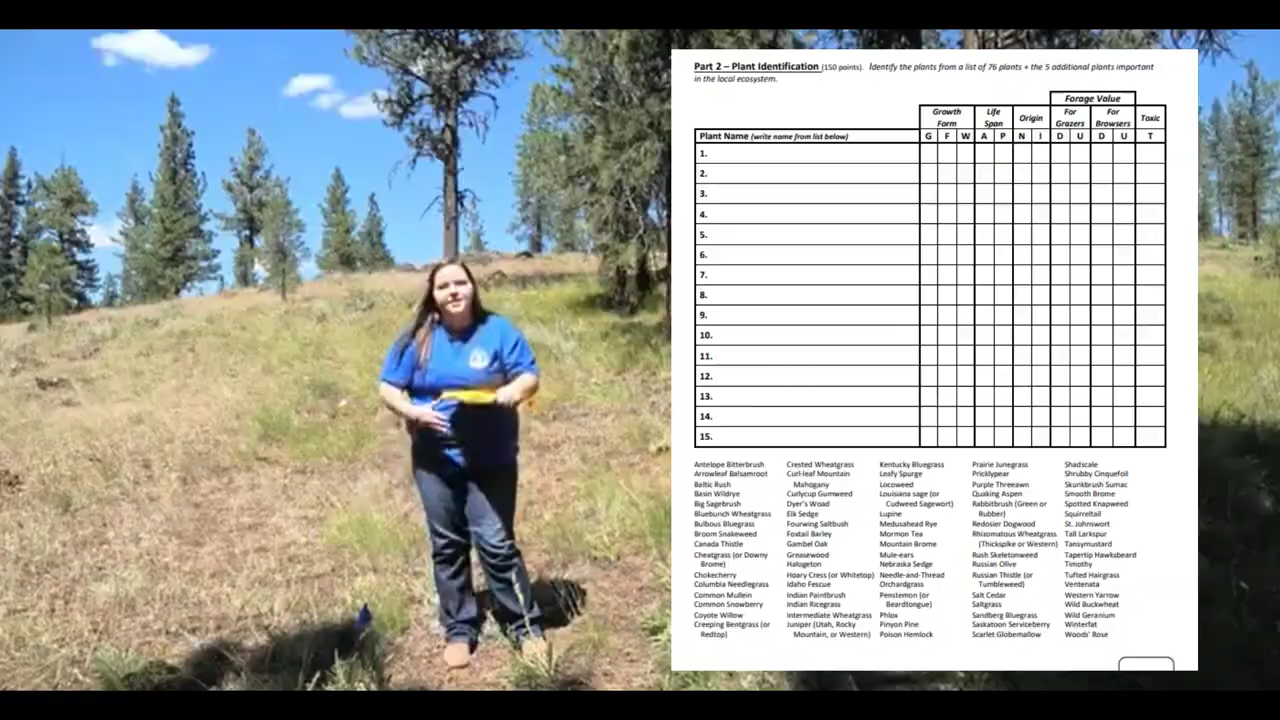 Part 2 – Plant Identification (150 points). Identify the plants from a list of 76 plants + the 5 additional plants important
in the local ecosystem.
Forage Value
Growth Form Life Span Origin For Grazers For Browsers Toxic
Plant Name (write name from list below) G F W A P N I D U D U T
1.
2.
3.
4.
5.
6.
7.
8.
9.
10.
11.
12.
13.
14.
15.
Antelope Bitterbrush
Arrowleaf Balsamroot
Baltic Rush
Basin Wildrye
Big Sagebrush
Bluebunch Wheatgrass
Bulbous Bluegrass
Broom Snakeweed
Canada Thistle
Cheatgrass (or Downy
Brome)
Chokecherry
Columbia Needlegrass
Common Mullein
Common Snowberry
Coyote Willow
Creeping Bentgrass (or
Redtop)
Crested Wheatgrass
Curl-leaf Mountain
Mahogany
Curlycup Gumweed
Dyer's Woad
Elk Sedge
Fourwing Saltbush
Foxtail Barley
Gambel Oak
Greasewood
Halogeton
Hoary Cress (or Whitetop)
Idaho Fescue
Indian Paintbrush
Indian Ricegrass
Intermediate Wheatgrass
Juniper (Utah, Rocky
Mountain, or Western)
Kentucky Bluegrass
Leafy Spurge
Locoweed
Louisiana sage (or
Cudweed Sagewort)
Lupine
Medusahead Rye
Mormon Tea
Mountain Brome
Mule-ears
Nebraska Sedge
Needle-and-Thread
Orchardgrass
Penstemon (or
Beardtongue)
Phlox
Pinyon Pine
Poison Hemlock
Prairie Junegrass
Pricklypear
Purple Threeawn
Quaking Aspen
Rabbitbrush (Green or
Rubber)
Redosier Dogwood
Rhizomatous Wheatgrass
(Thickspike or Western)
Rush Skeletonweed
Russian Olive
Russian Thistle (or
Tumbleweed)
Salt Cedar
Saltgrass
Sandberg Bluegrass
Saskatoon Serviceberry
Scarlet Globemallow
Shadscale
Shrubby Cinquefoil
Skunkbrush Sumac
Smooth Brome
Spotted Knapweed
Squirreltail
St. Johnswort
Tall Larkspur
Tansymustard
Tapertip Hawksbeard
Timothy
Tufted Hairgrass
Ventenata
Western Yarrow
Wild Buckwheat
Wild Geranium
Winterfat
Woods' Rose